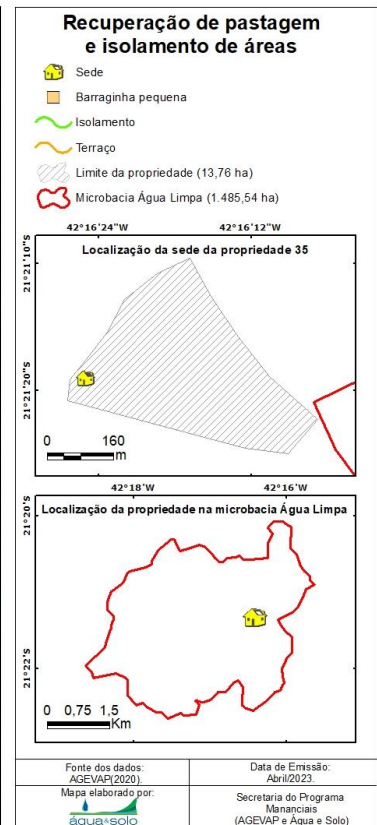 Recuperação de pastagem
e isolamento de áreas
Sede
Barraginha pequena
Isolamento
Terraço
Limite da propriedade (13,76 ha)
Microbacia Água Limpa (1.485,54 ha)
42°16'24"W 42°16'12"W
Localização da sede da propriedade 35
21°21'10"S
21°21'20"S
0 160
m
42°18'W 42°16'W
Localização da propriedade na microbacia Água Limpa
21°20'S
21°22'S
0 0,75 1,5
Km
Fonte dos dados:
AGEVAP(2020).
Data de Emissão:
Abril/2023.
Mapa elaborado por:
água&solo
Secretaria do Programa
Mananciais
(AGEVAP e Água e Solo)